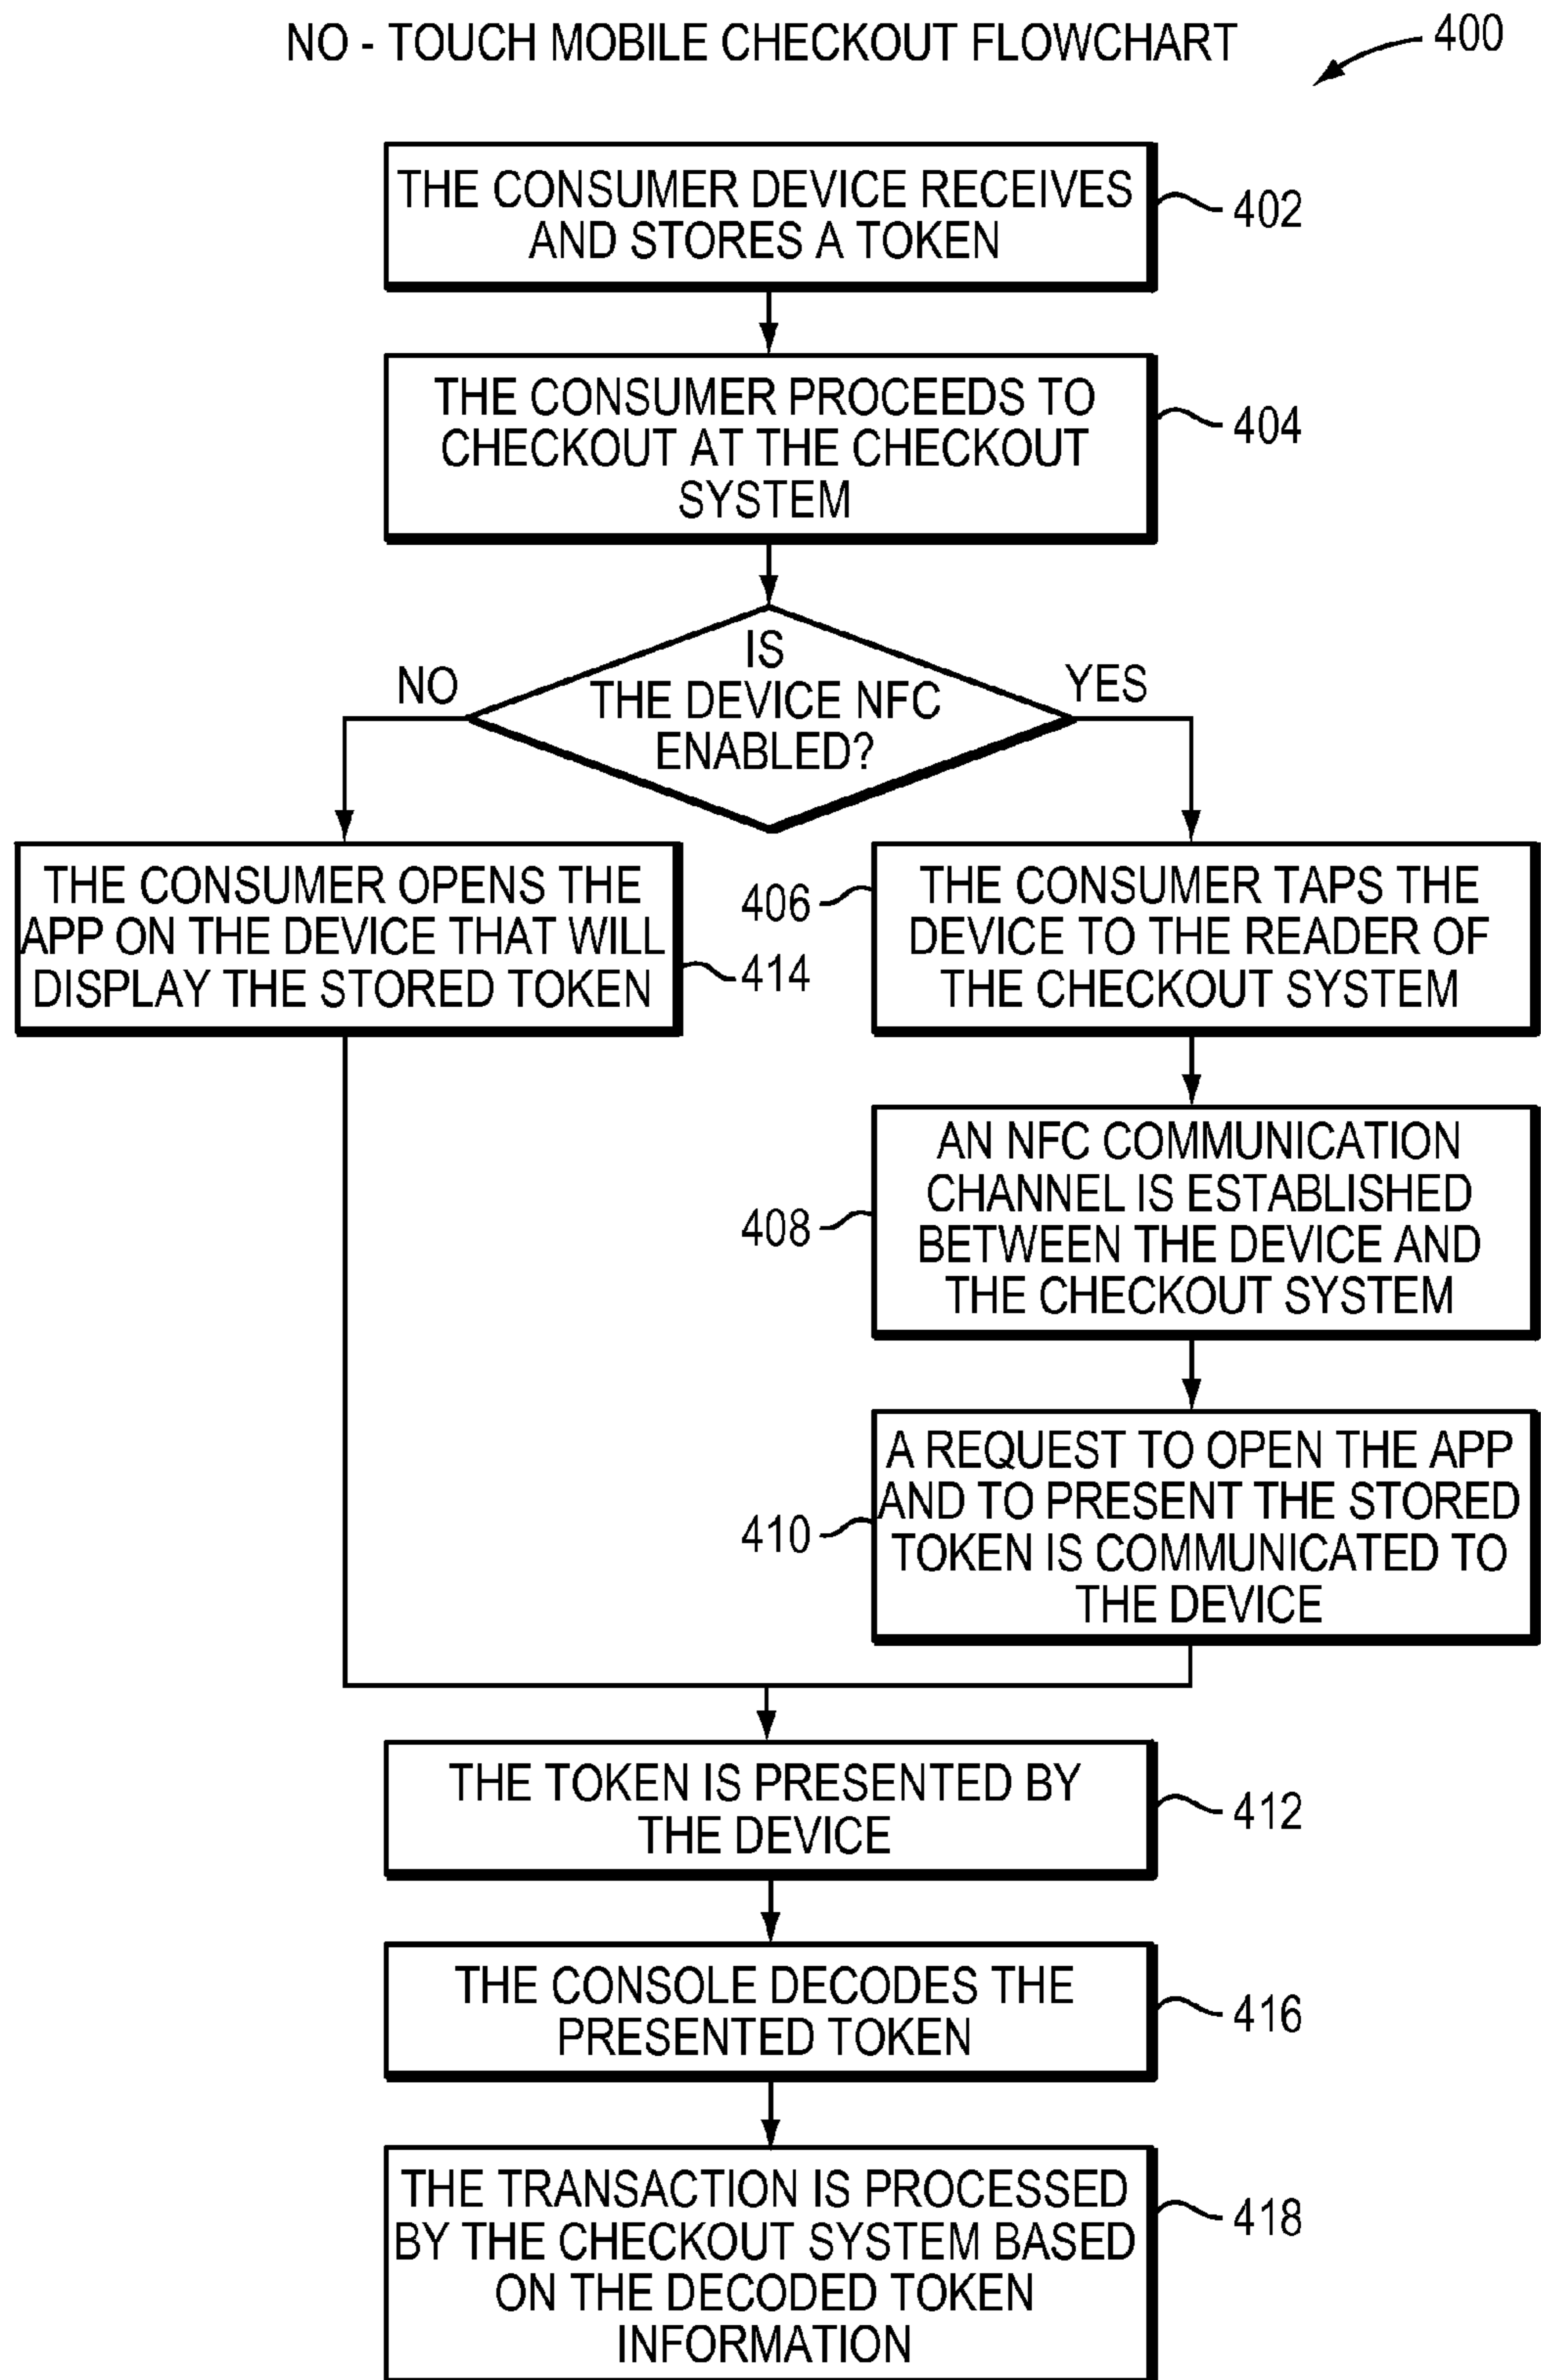 NO - TOUCH MOBILE CHECKOUT FLOWCHART
400
THE CONSUMER DEVICE RECEIVES
AND STORES A TOKEN
402
THE CONSUMER PROCEEDS TO
CHECKOUT AT THE CHECKOUT
SYSTEM
404
IS
THE DEVICE NFC
ENABLED?
NO
YES
THE CONSUMER OPENS THE
APP ON THE DEVICE THAT WILL
DISPLAY THE STORED TOKEN
414
406
THE CONSUMER TAPS THE
DEVICE TO THE READER OF
THE CHECKOUT SYSTEM
408
AN NFC COMMUNICATION
CHANNEL IS ESTABLISHED
BETWEEN THE DEVICE AND
THE CHECKOUT SYSTEM
410
A REQUEST TO OPEN THE APP
AND TO PRESENT THE STORED
TOKEN IS COMMUNICATED TO
THE DEVICE
THE TOKEN IS PRESENTED BY
THE DEVICE
412
THE CONSOLE DECODES THE
PRESENTED TOKEN
416
THE TRANSACTION IS PROCESSED
BY THE CHECKOUT SYSTEM BASED
ON THE DECODED TOKEN
INFORMATION
418